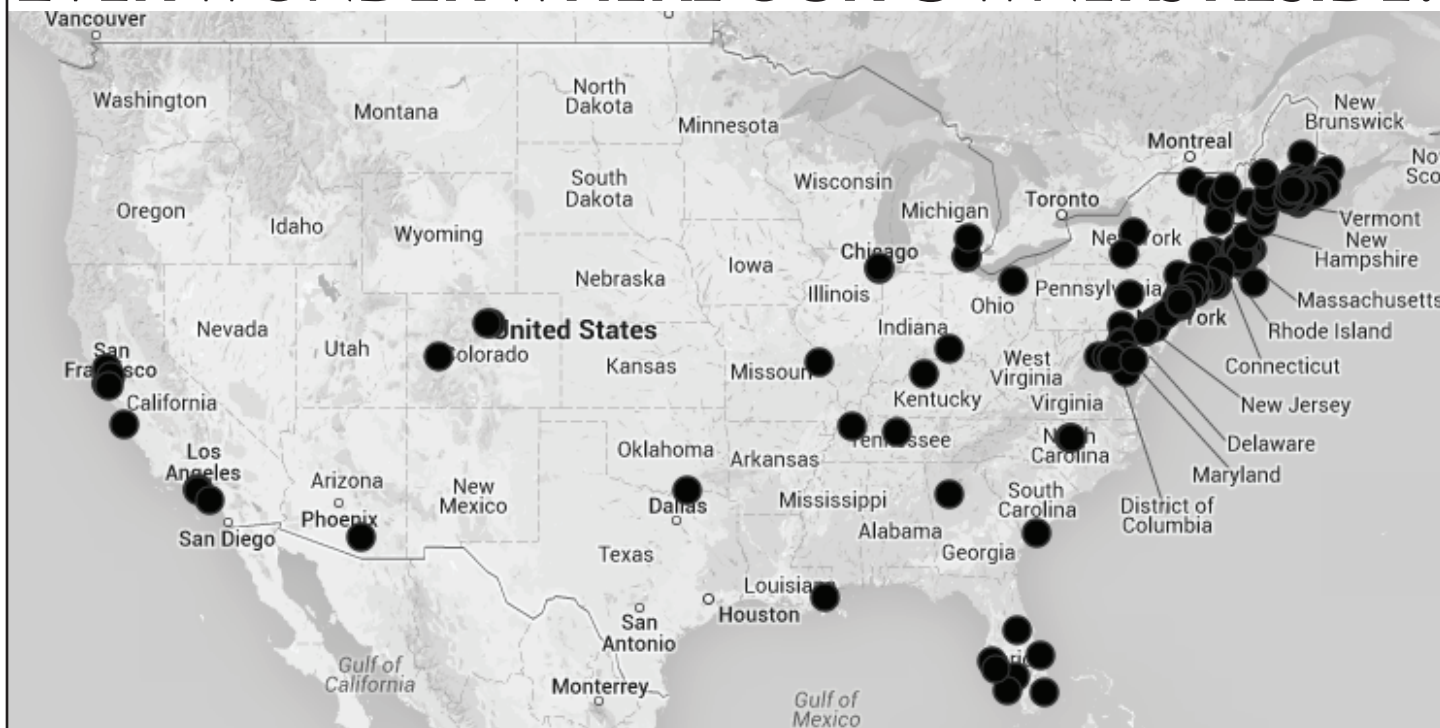 Vancouver
Washington
Montana
North
Dakota
Minnesota
New
Brunswick
Montreal
Oregon
Idaho
Wyoming
South
Dakota
Wisconsin
Michigan
Toronto
Vermont
New
Hampshire
Chicago
Iowa
Nebraska
Illinois
Ohio
Massachusetts
Nevada
Utah
United States
Colorado
Indiana
Rhode Island
Connecticut
San
California
Kansas
West
Virginia
Kentucky
Virginia
New Jersey
Delaware
Maryland
Los
Angeles
Arizona
New
Mexico
Oklahoma
Arkansas
Carolina
Phoenix
San Diego
Dallas
Mississippi
South
Carolina
District of
Columbia
Alabama
Georgia
Texas
Houston
San
Antonio
Gulf of
California
Monterrey
Gulf of
Mexico